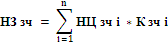 НЗ зч = n∑i=1 НЦ зч i * К зч i